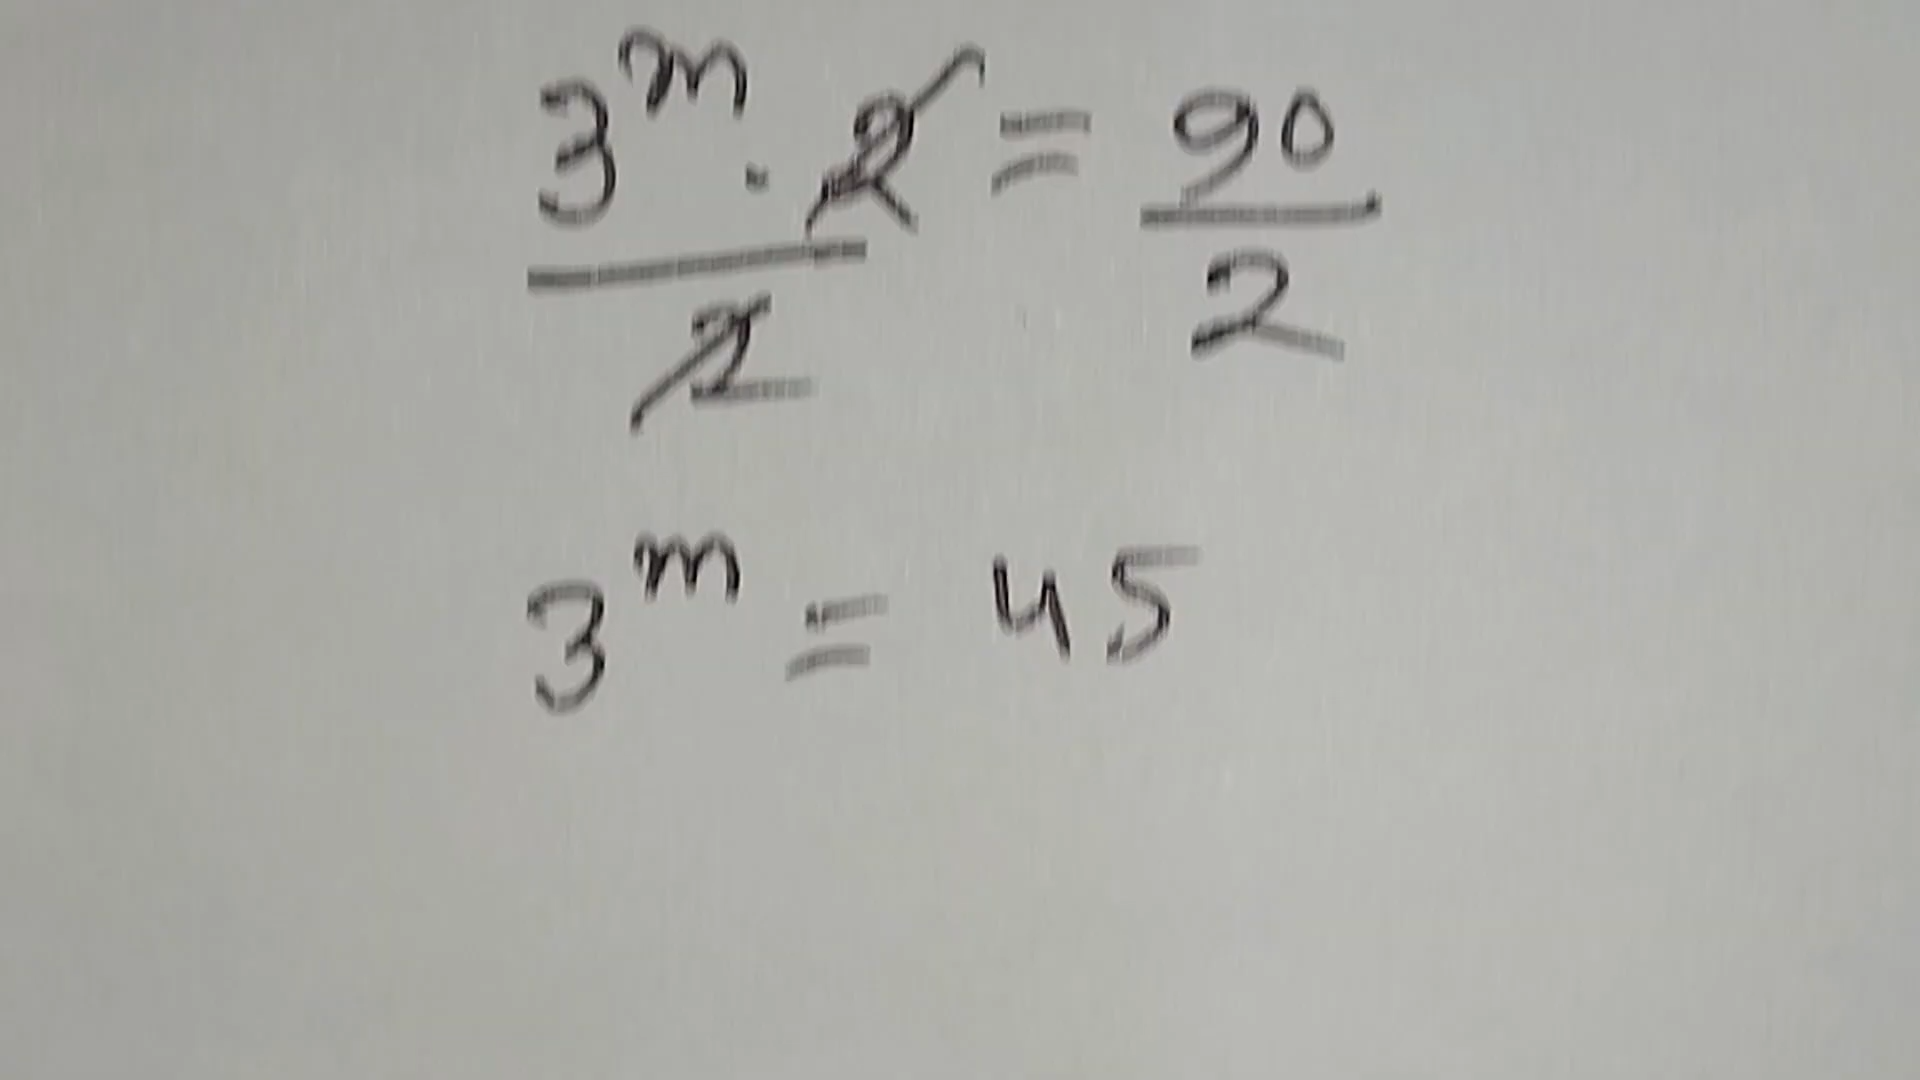 3^m · 2 / 2 = 90 / 2
3^m = 45